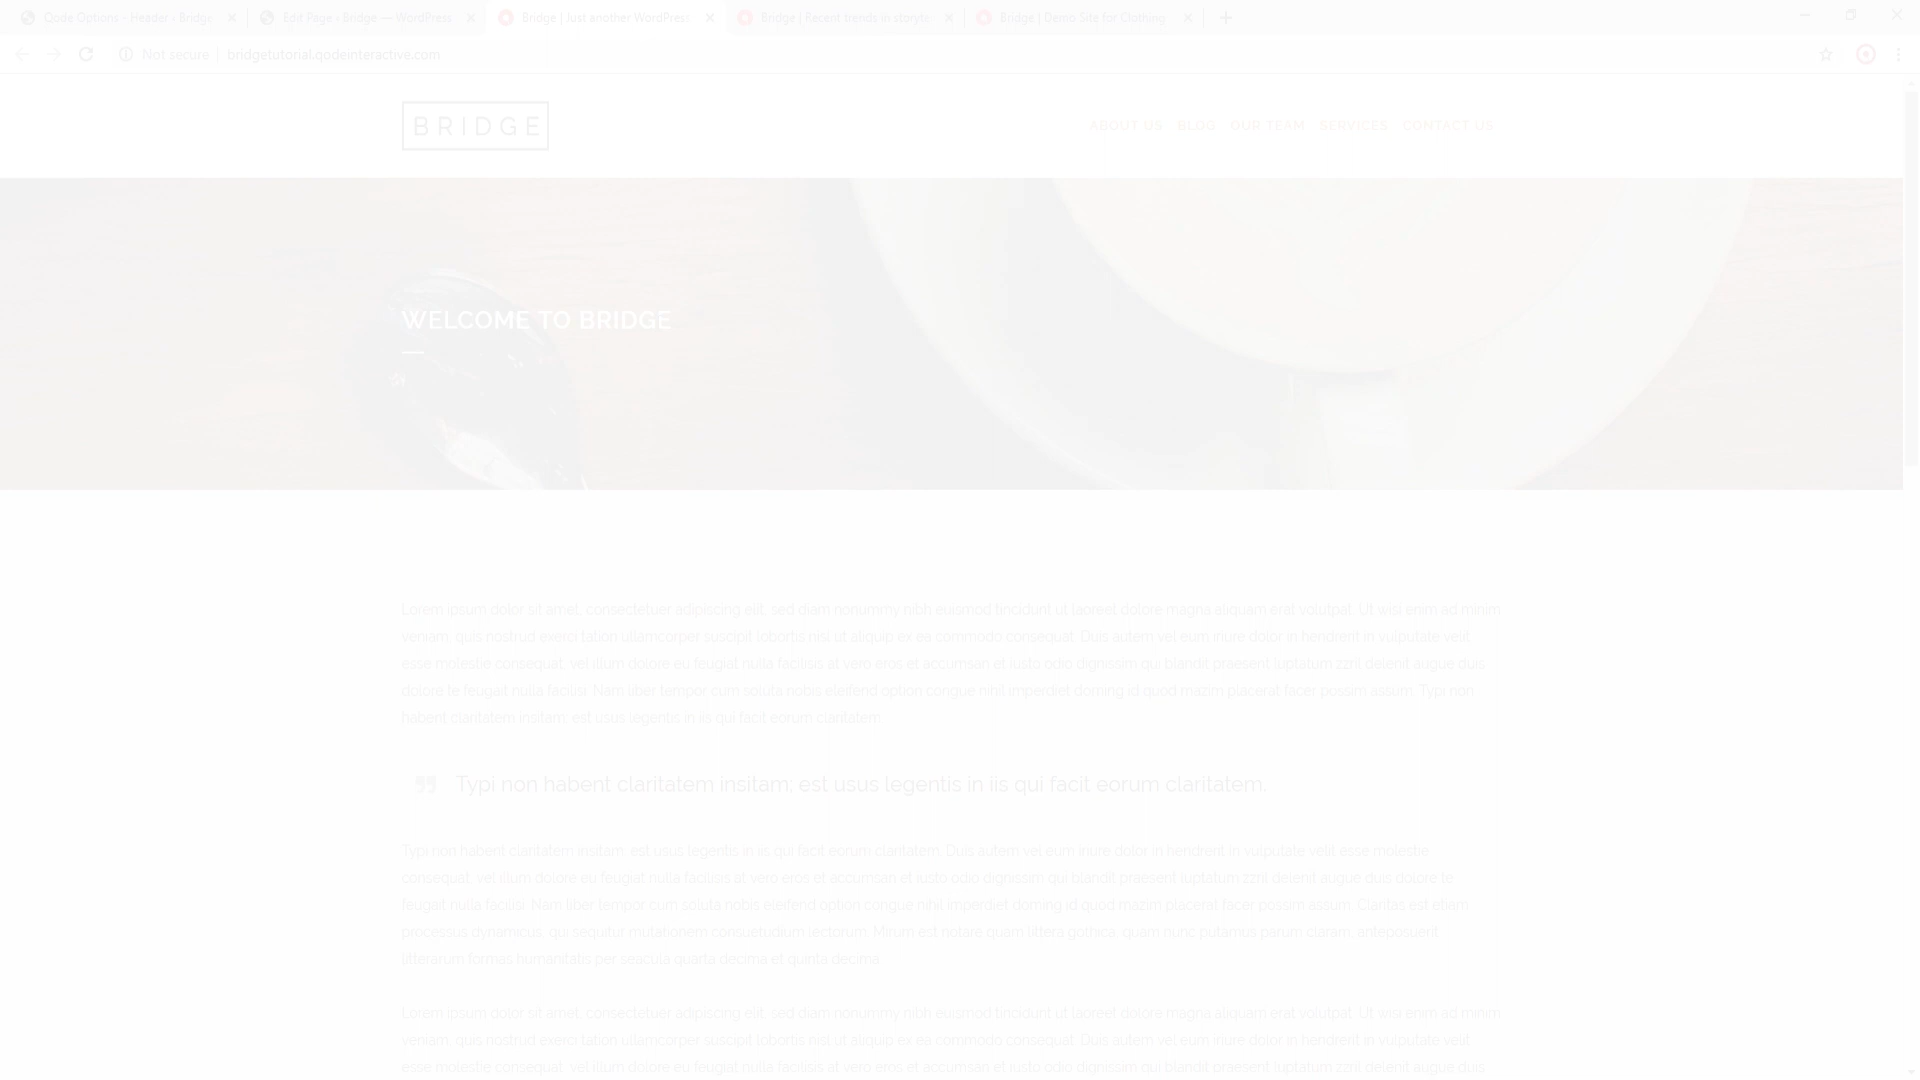 Qode Options - Header ‹ Bridge
Edit Page ‹ Bridge — WordPress
Bridge | Just another WordPress
Bridge | Recent trends in storyte
Bridge | Demo Site for Clothing
Not secure
bridgetutorial.qodeinteractive.com
BRIDGE
ABOUT US BLOG OUR TEAM SERVICES CONTACT US
WELCOME TO BRIDGE
Lorem ipsum dolor sit amet, consectetuer adipiscing elit, sed diam nonummy nibh euismod tincidunt ut laoreet dolore magna aliquam erat volutpat. Ut wisi enim ad minim
veniam, quis nostrud exerci tation ullamcorper suscipit lobortis nisl ut aliquip ex ea commodo consequat. Duis autem vel eum iriure dolor in hendrerit in vulputate velit
esse molestie consequat, vel illum dolore eu feugiat nulla facilisis at vero eros et accumsan et iusto odio dignissim qui blandit praesent luptatum zzril delenit augue duis
dolore te feugait nulla facilisi. Nam liber tempor cum soluta nobis eleifend option congue nihil imperdiet doming id quod mazim placerat facer possim assum. Typi non
habent claritatem insitam; est usus legentis in iis qui facit eorum claritatem.
Typi non habent claritatem insitam; est usus legentis in iis qui facit eorum claritatem.
Typi non habent claritatem insitam; est usus legentis in iis qui facit eorum claritatem. Duis autem vel eum iriure dolor in hendrerit in vulputate velit esse molestie
consequat, vel illum dolore eu feugiat nulla facilisis at vero eros et accumsan et iusto odio dignissim qui blandit praesent luptatum zzril delenit augue duis dolore te
feugait nulla facilisi. Nam liber tempor cum soluta nobis eleifend option congue nihil imperdiet doming id quod mazim placerat facer possim assum. Claritas est etiam
processus dynamicus, qui sequitur mutationem consuetudium lectorum. Mirum est notare quam littera gothica, quam nunc putamus parum claram, anteposuerit
litterarum formas humanitatis per seacula quarta decima et quinta decima.
Lorem ipsum dolor sit amet, consectetuer adipiscing elit, sed diam nonummy nibh euismod tincidunt ut laoreet dolore magna aliquam erat volutpat. Ut wisi enim ad minim
veniam, quis nostrud exerci tation ullamcorper suscipit lobortis nisl ut aliquip ex ea commodo consequat. Duis autem vel eum iriure dolor in hendrerit in vulputate velit
esse molestie consequat, vel illum dolore eu feugiat nulla facilisis at vero eros et accumsan et iusto odio dignissim qui blandit praesent luptatum zzril delenit augue duis